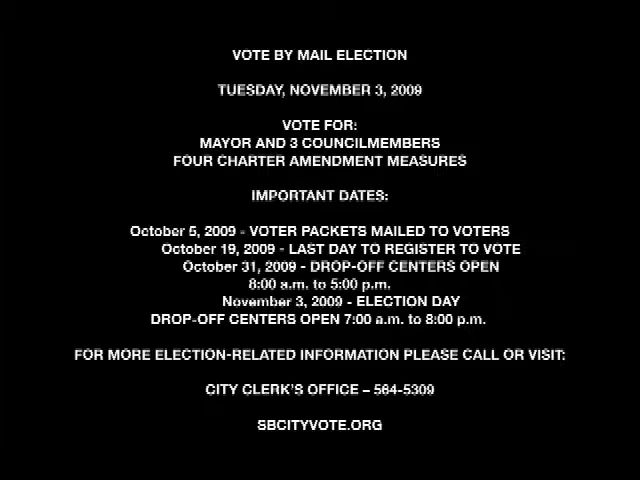 VOTE BY MAIL ELECTION
TUESDAY, NOVEMBER 3, 2009
VOTE FOR:
MAYOR AND 3 COUNCILMEMBERS
FOUR CHARTER AMENDMENT MEASURES
IMPORTANT DATES:
October 5, 2009 - VOTER PACKETS MAILED TO VOTERS
October 19, 2009 - LAST DAY TO REGISTER TO VOTE
October 31, 2009 - DROP-OFF CENTERS OPEN
8:00 a.m. to 5:00 p.m.
November 3, 2009 - ELECTION DAY
DROP-OFF CENTERS OPEN 7:00 a.m. to 8:00 p.m.
FOR MORE ELECTION-RELATED INFORMATION PLEASE CALL OR VISIT:
CITY CLERK'S OFFICE – 564-5309
SBCITYVOTE.ORG